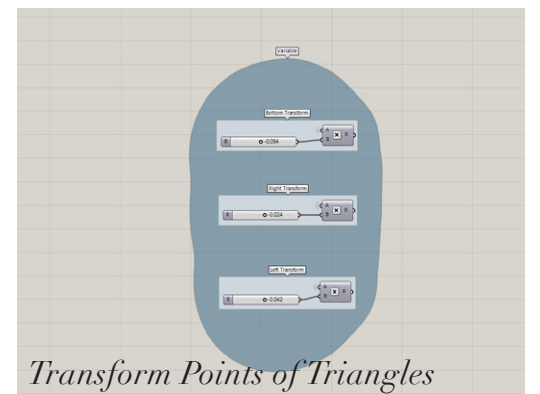 Variable
Bottom Transform
A
B
R
B
-0.094
Right Transform
A
B
R
B
-0.024
Left Transform
A
B
R
B
-0.042
Transform Points of Triangles